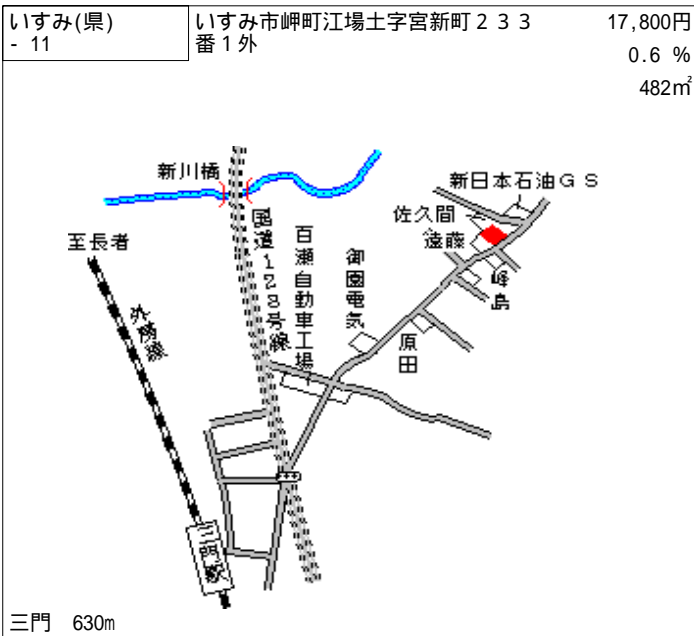 いすみ(県)
- 11
いすみ市岬町江場土字宮新町２３３
番１外
17,800円
0.6 %
482㎡
新川橋
新日本石油ＧＳ
佐久間
遠藤
至長者
国道１２８号線
百瀬自動車工場
御園電気
峰島
外房線
原田
三門駅
三門 630m